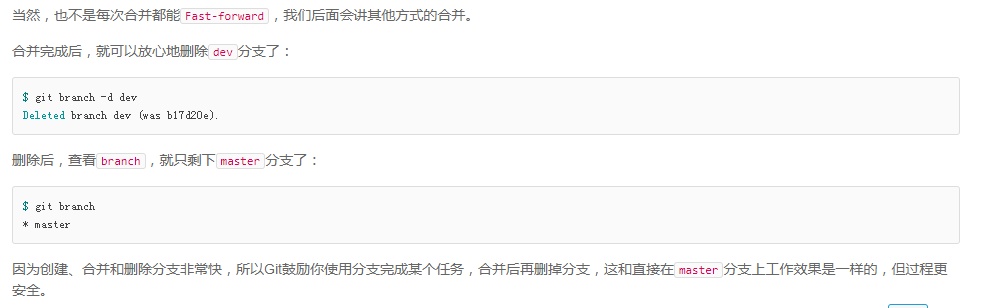 当然，也不是每次合并都能Fast-forward，我们后面会讲其他方式的合并。
合并完成后，就可以放心地删除dev分支了：
$ git branch -d dev
Deleted branch dev (was b17d20e).
删除后，查看branch，就只剩下master分支了：
$ git branch
* master
因为创建、合并和删除分支非常快，所以Git鼓励你使用分支完成某个任务，合并后再删掉分支，这和直接在master分支上工作效果是一样的，但过程更
安全。